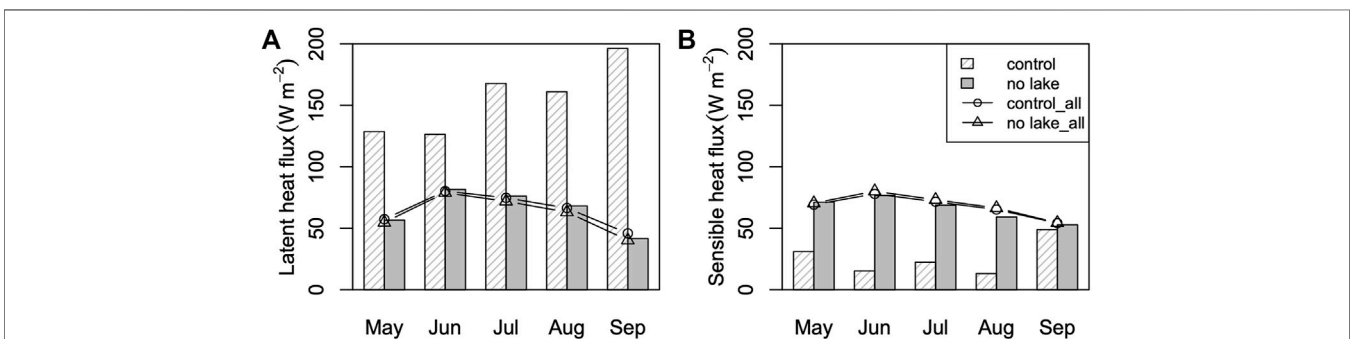 A
Latent heat flux (W m−2)
200
150
100
50
0
May Jun Jul Aug Sep
B
Sensible heat flux (W m−2)
200
150
100
50
0
May Jun Jul Aug Sep
control
no lake
control_all
no lake_all